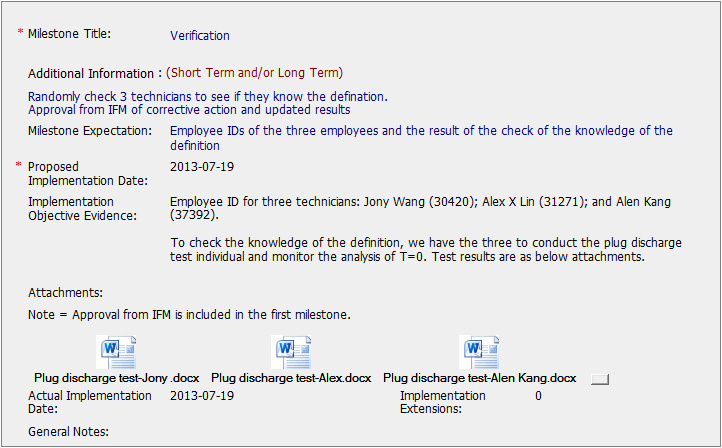 * Milestone Title: Verification
Additional Information : (Short Term and/or Long Term)
Randomly check 3 technicians to see if they know the defination.
Approval from IFM of corrective action and updated results
Milestone Expectation: Employee IDs of the three employees and the result of the check of the knowledge of the
definition
* Proposed 2013-07-19
Implementation Date:
Implementation Employee ID for three technicians: Jony Wang (30420); Alex X Lin (31271); and Alen Kang
Objective Evidence: (37392).
To check the knowledge of the definition, we have the three to conduct the plug discharge
test individual and monitor the analysis of T=0. Test results are as below attachments.
Attachments:
Note = Approval from IFM is included in the first milestone.
Plug discharge test-Jony .docx Plug discharge test-Alex.docx Plug discharge test-Alen Kang.docx
Actual Implementation 2013-07-19 Implementation 0
Date: Extensions:
General Notes: